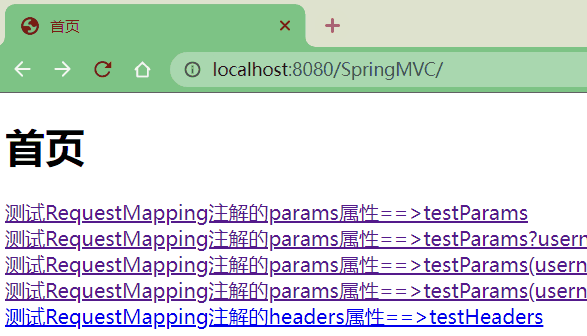 首页
localhost:8080/SpringMVC/
首页
测试RequestMapping注解的params属性==>testParams
测试RequestMapping注解的params属性==>testParams?usern
测试RequestMapping注解的params属性==>testParams(usern
测试RequestMapping注解的params属性==>testParams(usern
测试RequestMapping注解的headers属性==>testHeaders